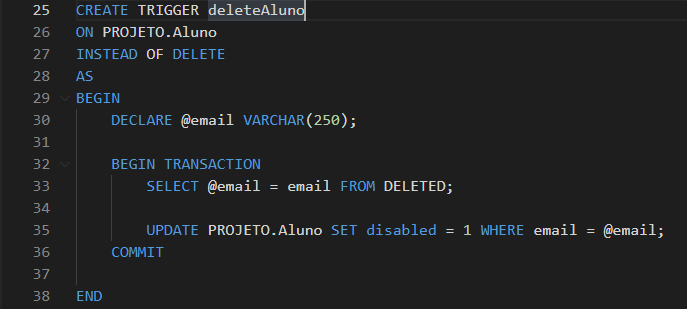 25 CREATE TRIGGER deleteAluno
26 ON PROJETO.Aluno
27 INSTEAD OF DELETE
28 AS
29 BEGIN
30     DECLARE @email VARCHAR(250);
31
32     BEGIN TRANSACTION
33         SELECT @email = email FROM DELETED;
34
35         UPDATE PROJETO.Aluno SET disabled = 1 WHERE email = @email;
36     COMMIT
37
38 END